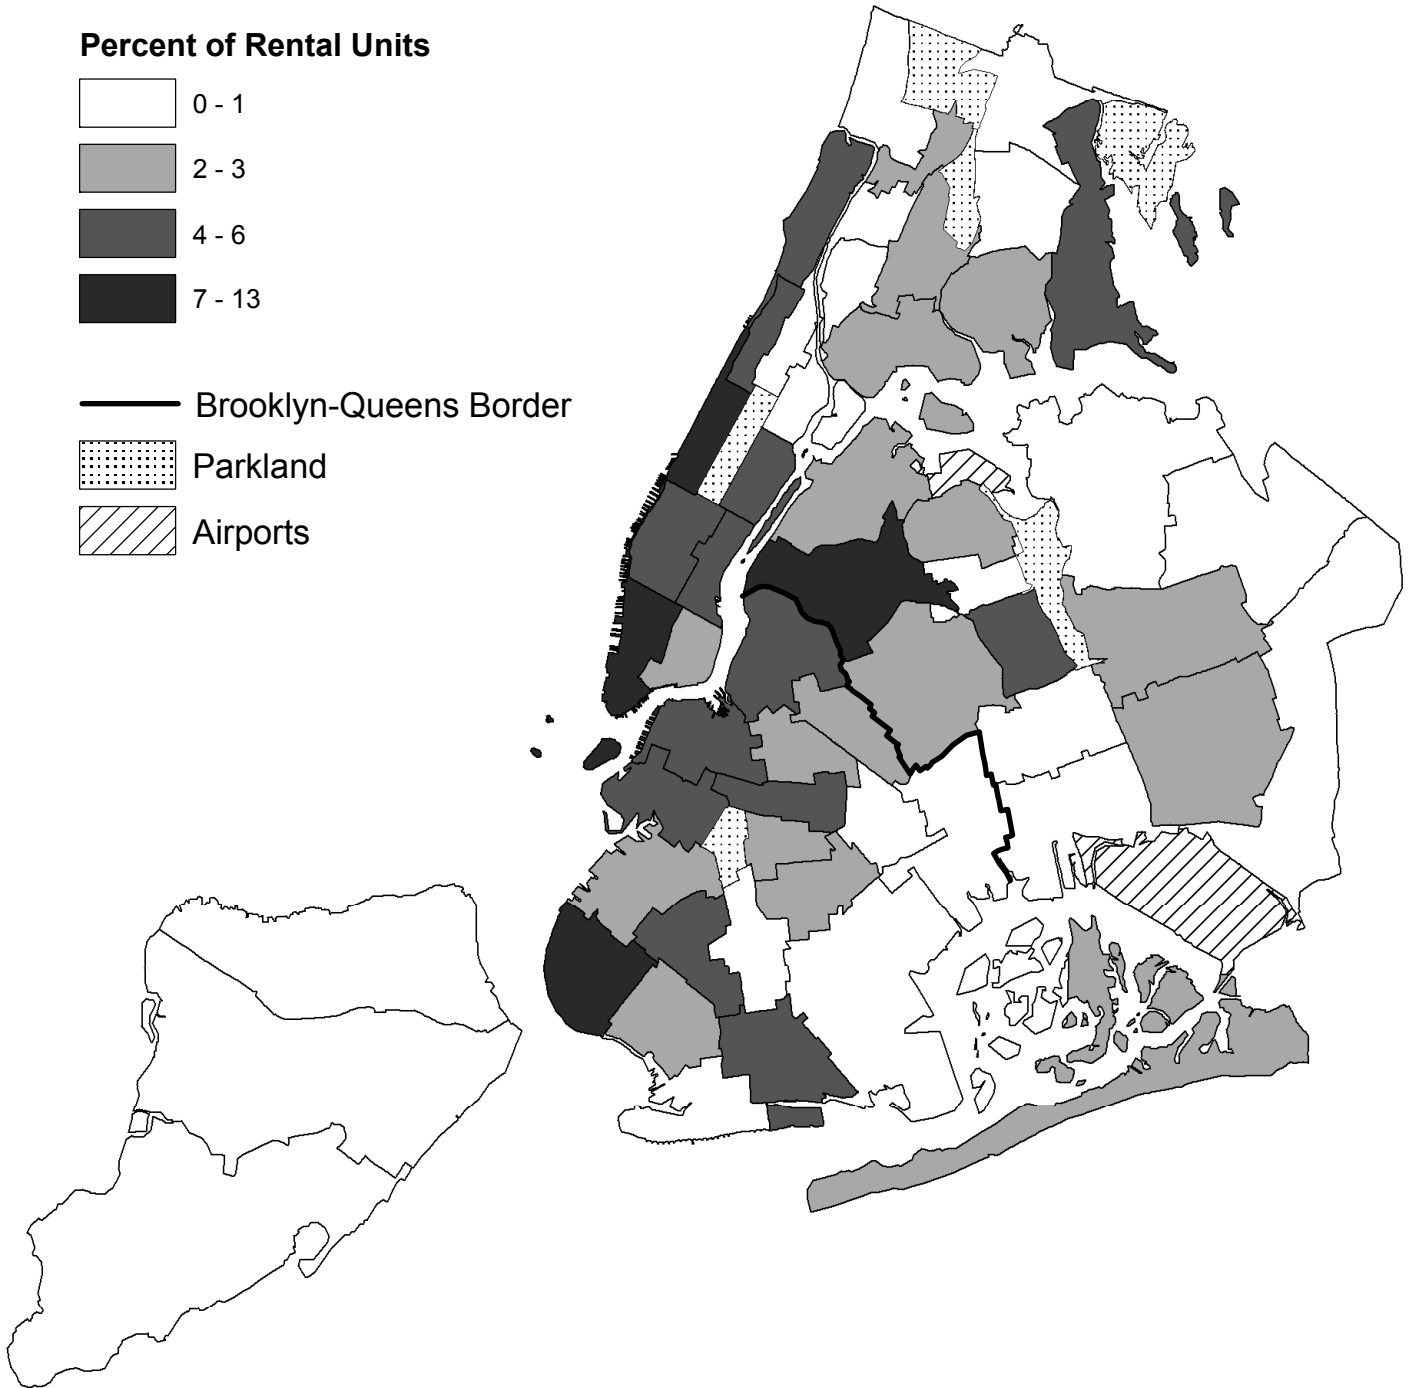 Percent of Rental Units
0 - 1
2 - 3
4 - 6
7 - 13
Brooklyn-Queens Border
Parkland
Airports